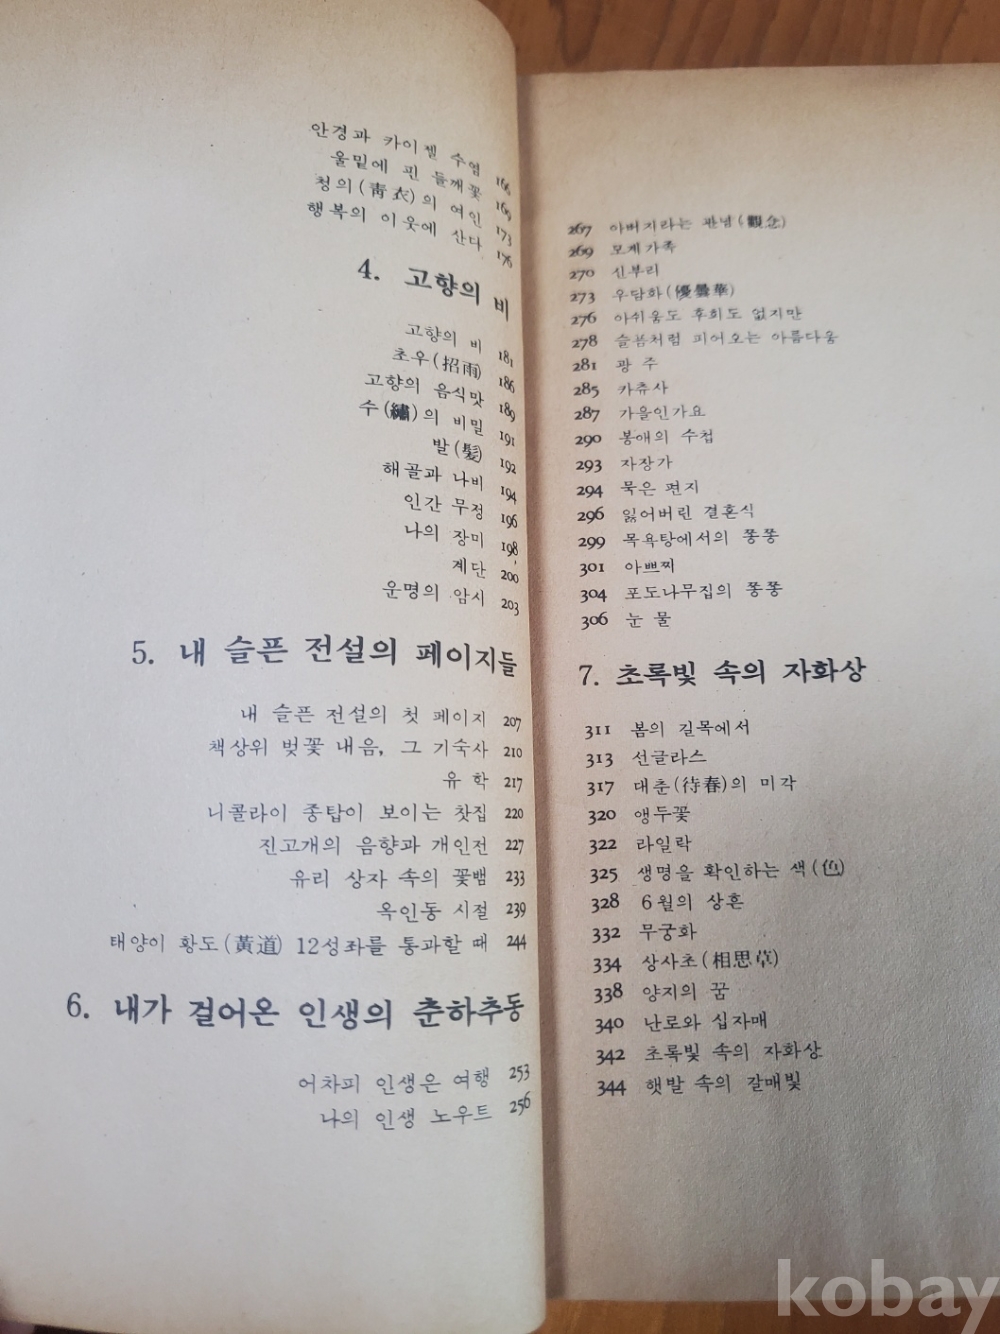 안경과 카이젤 수염 166
울밑에 핀 들깨꽃 169
청의(靑衣)의 여인 173
행복의 이웃에 산다 176
4. 고향의 비
고향의 비 181
초우(招雨) 186
고향의 음식맛 189
수(繡)의 비밀 191
발(髮) 192
해골과 나비 194
인간 무정 196
나의 장미 198
계단 200
운명의 암시 203
5. 내 슬픈 전설의 페이지들
내 슬픈 전설의 첫 페이지 207
책상위 벚꽃 내음, 그 기숙사 210
유 학 217
니콜라이 종탑이 보이는 찻집 220
진고개의 음향과 개인전 227
유리 상자 속의 꽃뱀 233
옥인동 시절 239
태양이 황도(黃道) 12성좌를 통과할 때 244
6. 내가 걸어온 인생의 춘하추동
어차피 인생은 여행 253
나의 인생 노우트 256
267 아버지라는 관념(觀念)
269 모계가족
270 신부리
273 우담화(優曇華)
276 아쉬움도 후회도 없지만
278 슬픔처럼 피어오는 아름다움
281 광 주
285 카츄사
287 가을인가요
290 봉애의 수첩
293 자장가
294 묵은 편지
296 잃어버린 결혼식
299 목욕탕에서의 쫑쫑
301 아쁘찌
304 포도나무집의 쫑쫑
306 눈 물
7. 초록빛 속의 자화상
311 봄의 길목에서
313 선글라스
317 대춘(待春)의 미각
320 앵두꽃
322 라일락
325 생명을 확인하는 색(色)
328 6월의 상흔
332 무궁화
334 상사초(相思草)
338 양지의 꿈
340 난로와 십자매
342 초록빛 속의 자화상
344 햇발 속의 갈매빛
kobay